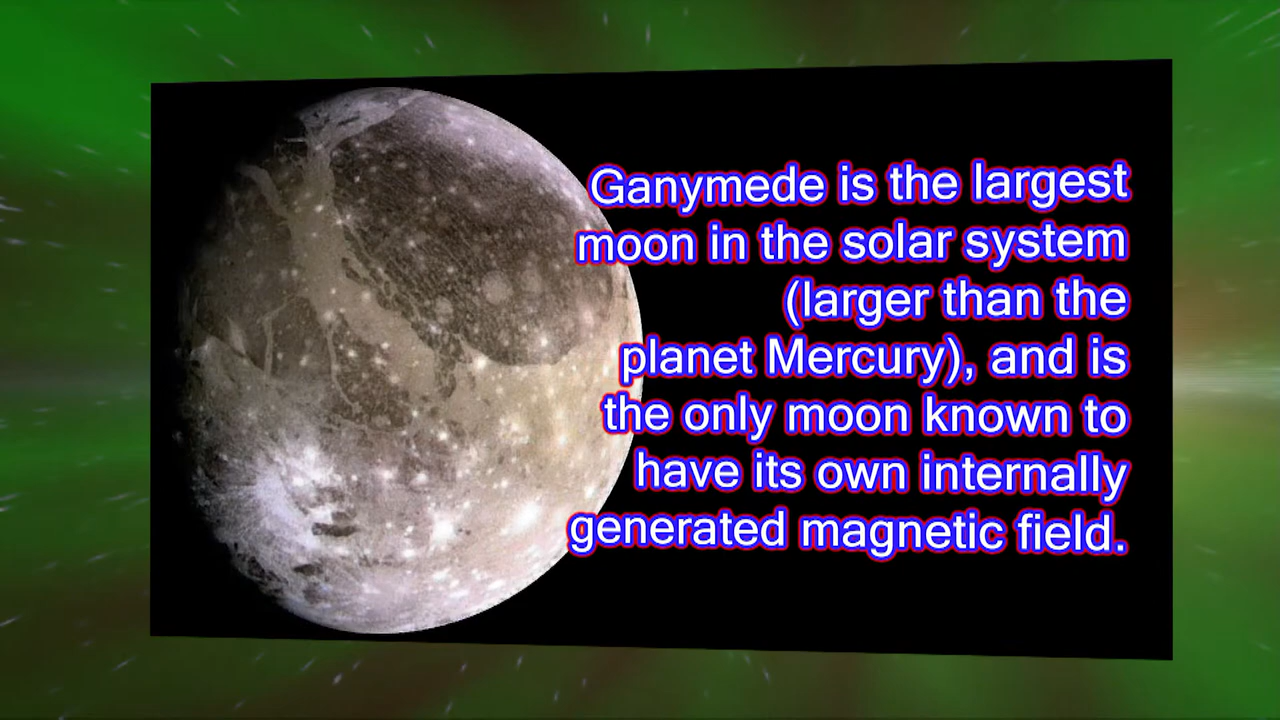 Ganymede is the largest
moon in the solar system
(larger than the
planet Mercury), and is
the only moon known to
have its own internally
generated magnetic field.